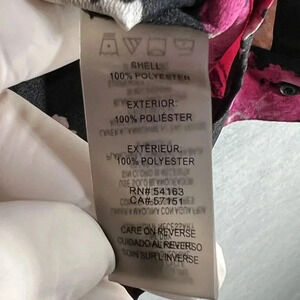 SHELL:
100% POLYESTER
EXTERIOR:
100% POLIÉSTER
EXTÉRIEUR:
100% POLYESTER
RN# 54163
CA# 57151
CARE ON REVERSE
CUIDADO AL REVERSO
SOIN SUR L'INVERSE